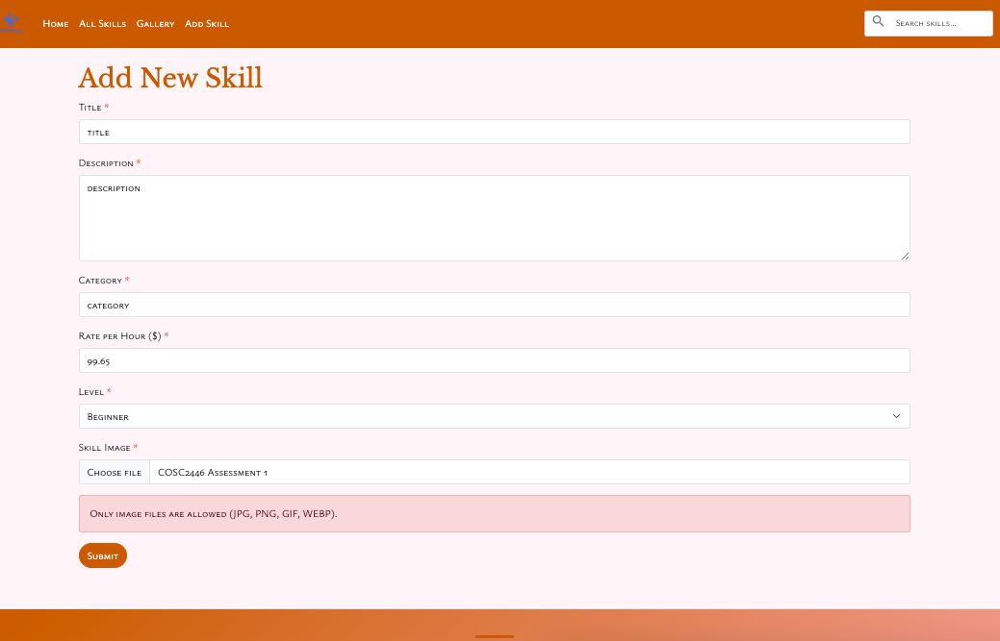 Home All Skills Gallery Add Skill Search skills...
Add New Skill
Title *
title
Description *
description
Category *
category
Rate per Hour ($) *
99.65
Level *
Beginner
Skill Image *
Choose file COSC2446 Assessment 1
Only image files are allowed (JPG, PNG, GIF, WEBP).
Submit